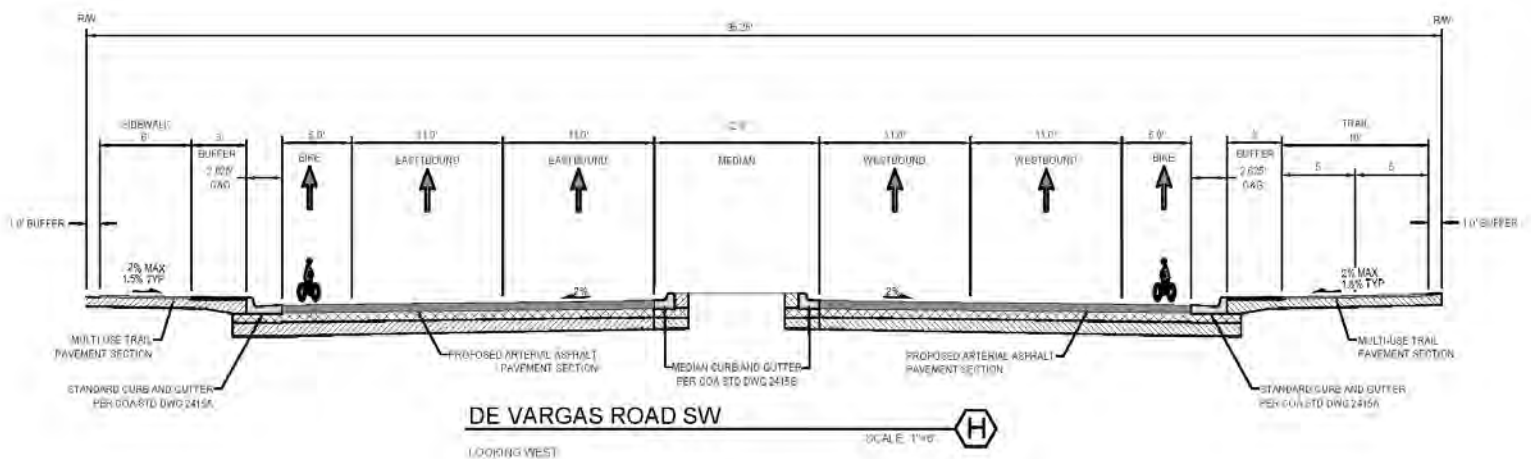 R/W
R/W
SIDEWALK
6'
BUFFER
2.625'
C&G
5.0'
BIKE
11.0'
EASTBOUND
11.0'
EASTBOUND
MEDIAN
11.0'
WESTBOUND
11.0'
WESTBOUND
5.0'
BIKE
BUFFER
2.625'
C&G
TRAIL
10'
5
5
1.0' BUFFER
1.0' BUFFER
2% MAX
1.5% TYP
2%
2%
2% MAX
TYP
MULTI-USE TRAIL
PAVEMENT SECTION
PROPOSED ARTERIAL ASPHALT
PAVEMENT SECTION
MEDIAN CURB AND GUTTER
PER COA STD DWG 2415B
PROPOSED ARTERIAL ASPHALT
PAVEMENT SECTION
MULTI-USE TRAIL
PAVEMENT SECTION
STANDARD CURB AND GUTTER
PER COA STD DWG 2415A
STANDARD CURB AND GUTTER
PER COA STD DWG 2415A
DE VARGAS ROAD SW
H
SCALE: 1"=6'
LOOKING WEST